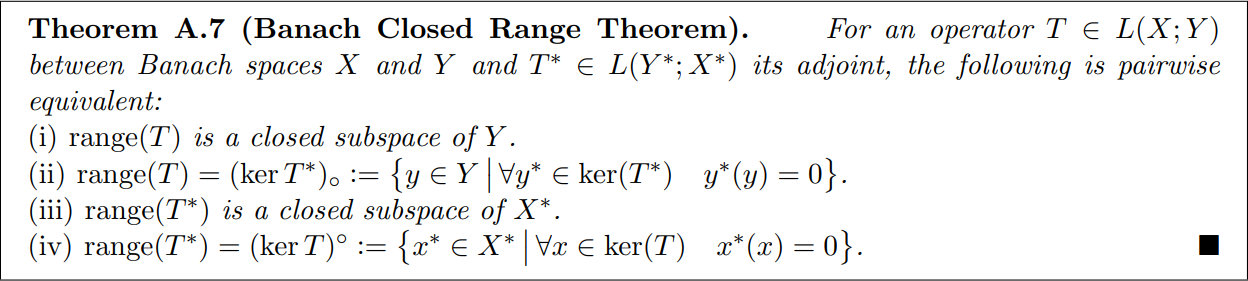 Theorem A.7 (Banach Closed Range Theorem). For an operator T ∈ L(X; Y)
between Banach spaces X and Y and T* ∈ L(Y*; X*) its adjoint, the following is pairwise
equivalent:
(i) range(T) is a closed subspace of Y.
(ii) range(T) = (ker T*)∘ := {y ∈ Y | ∀y* ∈ ker(T*) y*(y) = 0}.
(iii) range(T*) is a closed subspace of X*.
(iv) range(T*) = (ker T)° := {x* ∈ X* | ∀x ∈ ker(T) x*(x) = 0}. ■